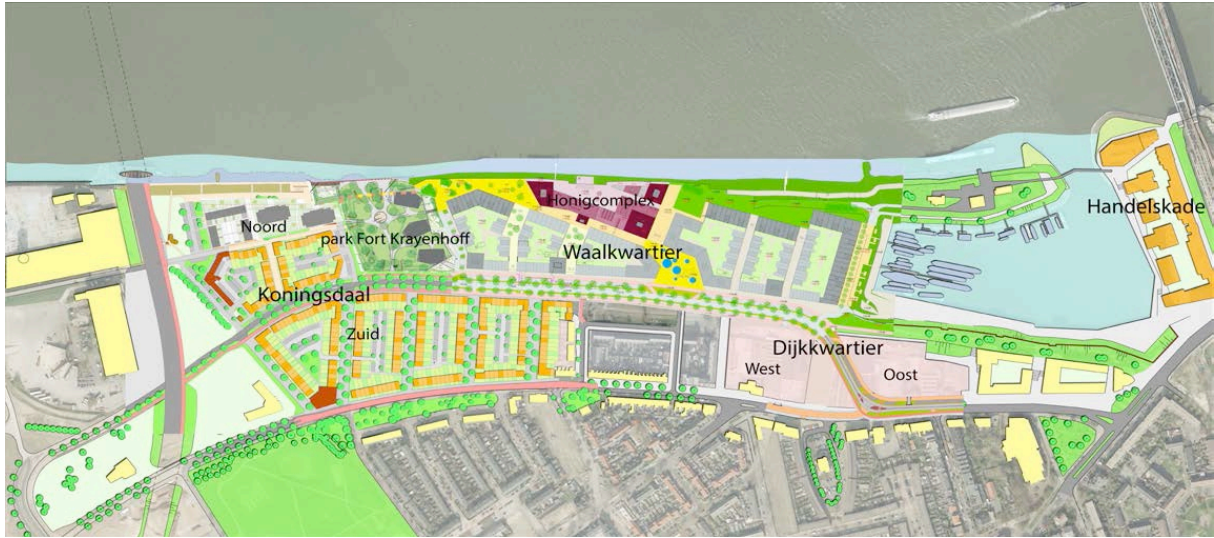 Honigcomplex
Handelskade
Noord
park Fort Krayenhoff
Waalkwartier
Koningsdaal
Zuid
Dijkkwartier
West
Oost